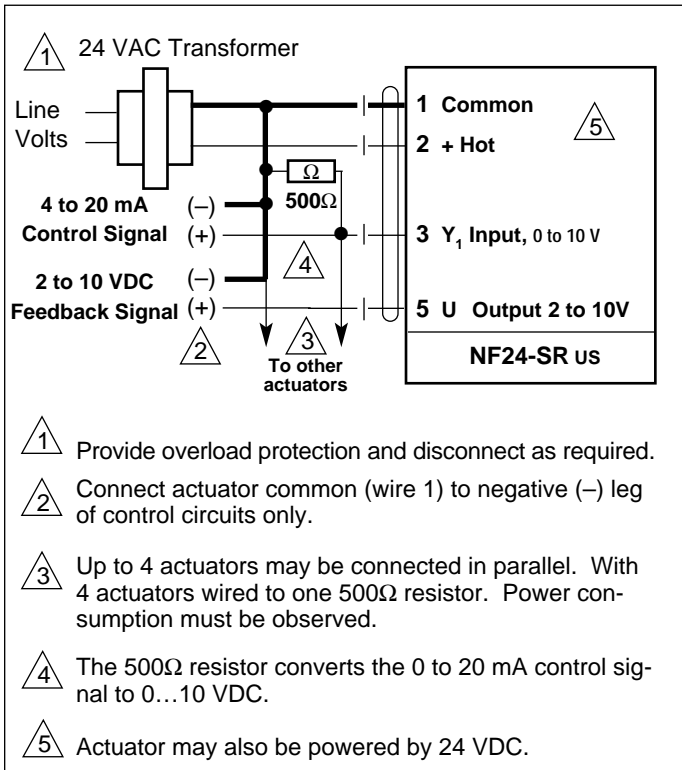 1 24 VAC Transformer
Line
Volts
1 Common
2 + Hot
5
Ω
500Ω
4 to 20 mA (–)
Control Signal (+)
3 Y1 Input, 0 to 10 V
4
2 to 10 VDC (–)
Feedback Signal (+)
5 U Output 2 to 10V
2
3
To other
actuators
NF24-SR US
1 Provide overload protection and disconnect as required.
2 Connect actuator common (wire 1) to negative (–) leg
of control circuits only.
3 Up to 4 actuators may be connected in parallel. With
4 actuators wired to one 500Ω resistor. Power con-
sumption must be observed.
4 The 500Ω resistor converts the 0 to 20 mA control sig-
nal to 0…10 VDC.
5 Actuator may also be powered by 24 VDC.